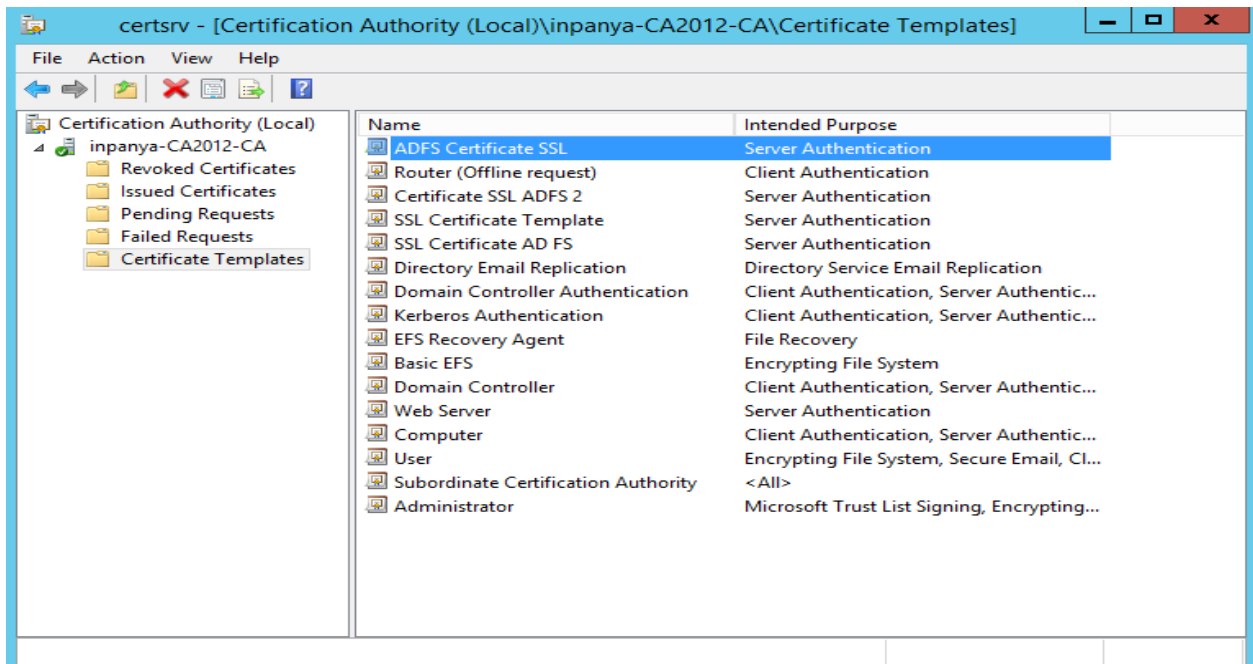 certsrv - [Certification Authority (Local)\inpanya-CA2012-CA\Certificate Templates]
File Action View Help
Certification Authority (Local)
inpanya-CA2012-CA
Revoked Certificates
Issued Certificates
Pending Requests
Failed Requests
Certificate Templates
Name Intended Purpose
ADFS Certificate SSL Server Authentication
Router (Offline request) Client Authentication
Certificate SSL ADFS 2 Server Authentication
SSL Certificate Template Server Authentication
SSL Certificate AD FS Server Authentication
Directory Email Replication Directory Service Email Replication
Domain Controller Authentication Client Authentication, Server Authentic...
Kerberos Authentication Client Authentication, Server Authentic...
EFS Recovery Agent File Recovery
Basic EFS Encrypting File System
Domain Controller Client Authentication, Server Authentic...
Web Server Server Authentication
Computer Client Authentication, Server Authentic...
User Encrypting File System, Secure Email, Cl...
Subordinate Certification Authority <All>
Administrator Microsoft Trust List Signing, Encrypting...